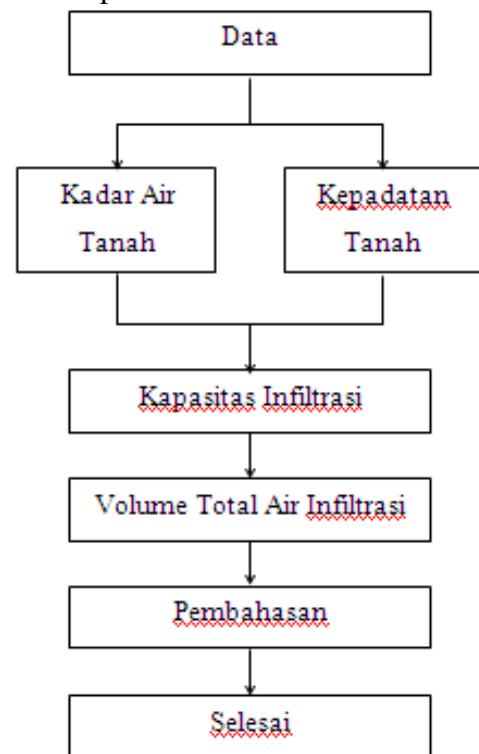 Data
Kadar Air
Tanah
Kepadatan
Tanah
Kapasitas Infiltrasi
Volume Total Air Infiltrasi
Pembahasan
Selesai